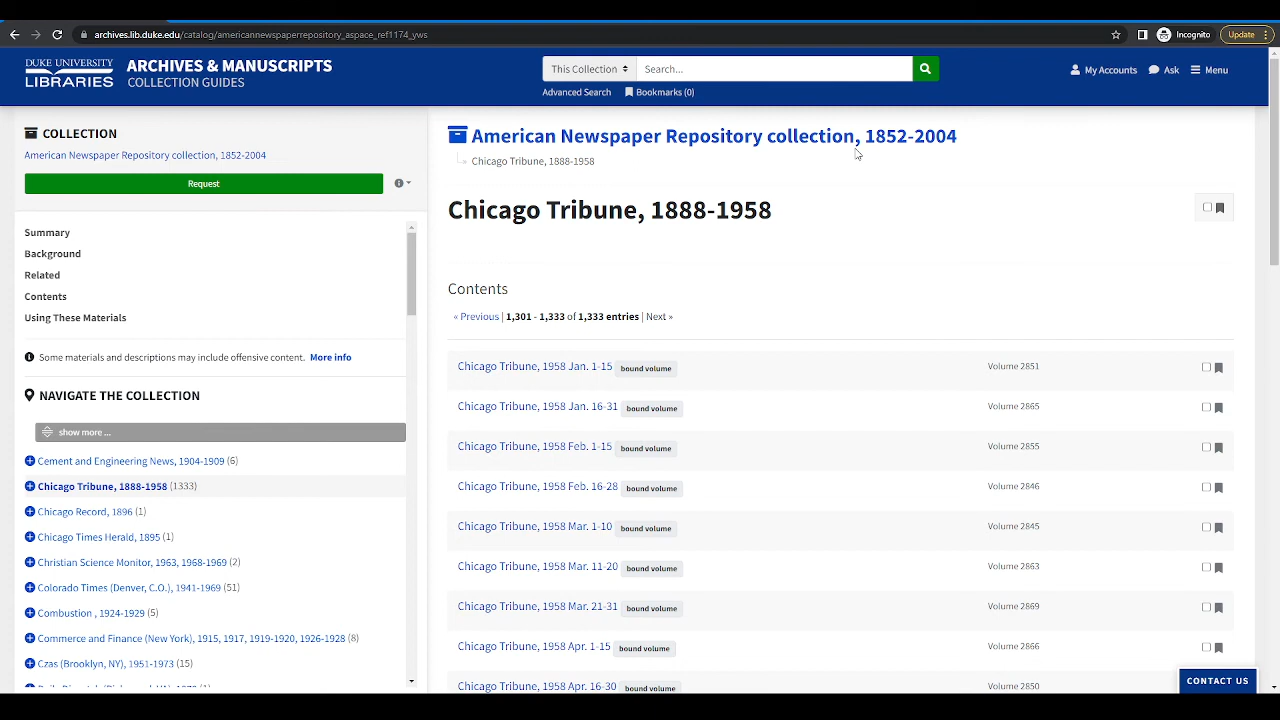 archives.lib.duke.edu/catalog/americannewspaperrepository_aspace_ref1174_yws
Incognito
Update
DUKE UNIVERSITY
LIBRARIES
ARCHIVES & MANUSCRIPTS
COLLECTION GUIDES
This Collection
Search...
Advanced Search
Bookmarks (0)
My Accounts
Ask
Menu
COLLECTION
American Newspaper Repository collection, 1852-2004
Request
Summary
Background
Related
Contents
Using These Materials
Some materials and descriptions may include offensive content. More info
NAVIGATE THE COLLECTION
show more ...
Cement and Engineering News, 1904-1909 (6)
Chicago Tribune, 1888-1958 (1333)
Chicago Record, 1896 (1)
Chicago Times Herald, 1895 (1)
Christian Science Monitor, 1963, 1968-1969 (2)
Colorado Times (Denver, C.O.), 1941-1969 (51)
Combustion , 1924-1929 (5)
Commerce and Finance (New York), 1915, 1917, 1919-1920, 1926-1928 (8)
Czas (Brooklyn, NY), 1951-1973 (15)
American Newspaper Repository collection, 1852-2004
Chicago Tribune, 1888-1958
Chicago Tribune, 1888-1958
Contents
« Previous | 1,301 - 1,333 of 1,333 entries | Next »
Chicago Tribune, 1958 Jan. 1-15 bound volume Volume 2851
Chicago Tribune, 1958 Jan. 16-31 bound volume Volume 2865
Chicago Tribune, 1958 Feb. 1-15 bound volume Volume 2855
Chicago Tribune, 1958 Feb. 16-28 bound volume Volume 2846
Chicago Tribune, 1958 Mar. 1-10 bound volume Volume 2845
Chicago Tribune, 1958 Mar. 11-20 bound volume Volume 2863
Chicago Tribune, 1958 Mar. 21-31 bound volume Volume 2869
Chicago Tribune, 1958 Apr. 1-15 bound volume Volume 2866
Chicago Tribune, 1958 Apr. 16-30 bound volume Volume 2850
CONTACT US